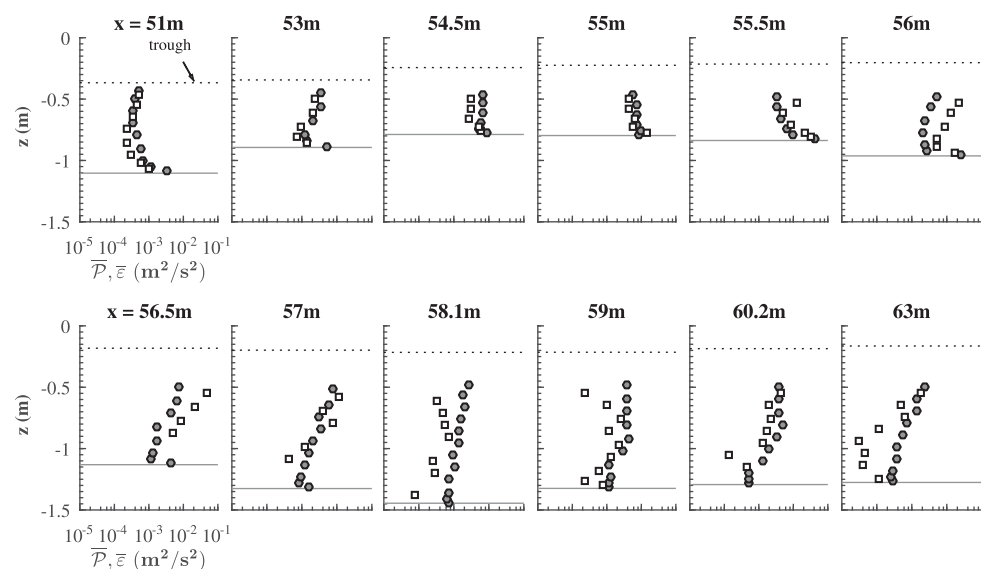 x = 51m 53m 54.5m 55m 55.5m 56m
trough
0
-0.5
-1
-1.5
z (m)
10^-5 10^-4 10^-3 10^-2 10^-1
P̅, ε̅ (m²/s²)
x = 56.5m 57m 58.1m 59m 60.2m 63m
0
-0.5
-1
-1.5
z (m)
10^-5 10^-4 10^-3 10^-2 10^-1
P̅, ε̅ (m²/s²)